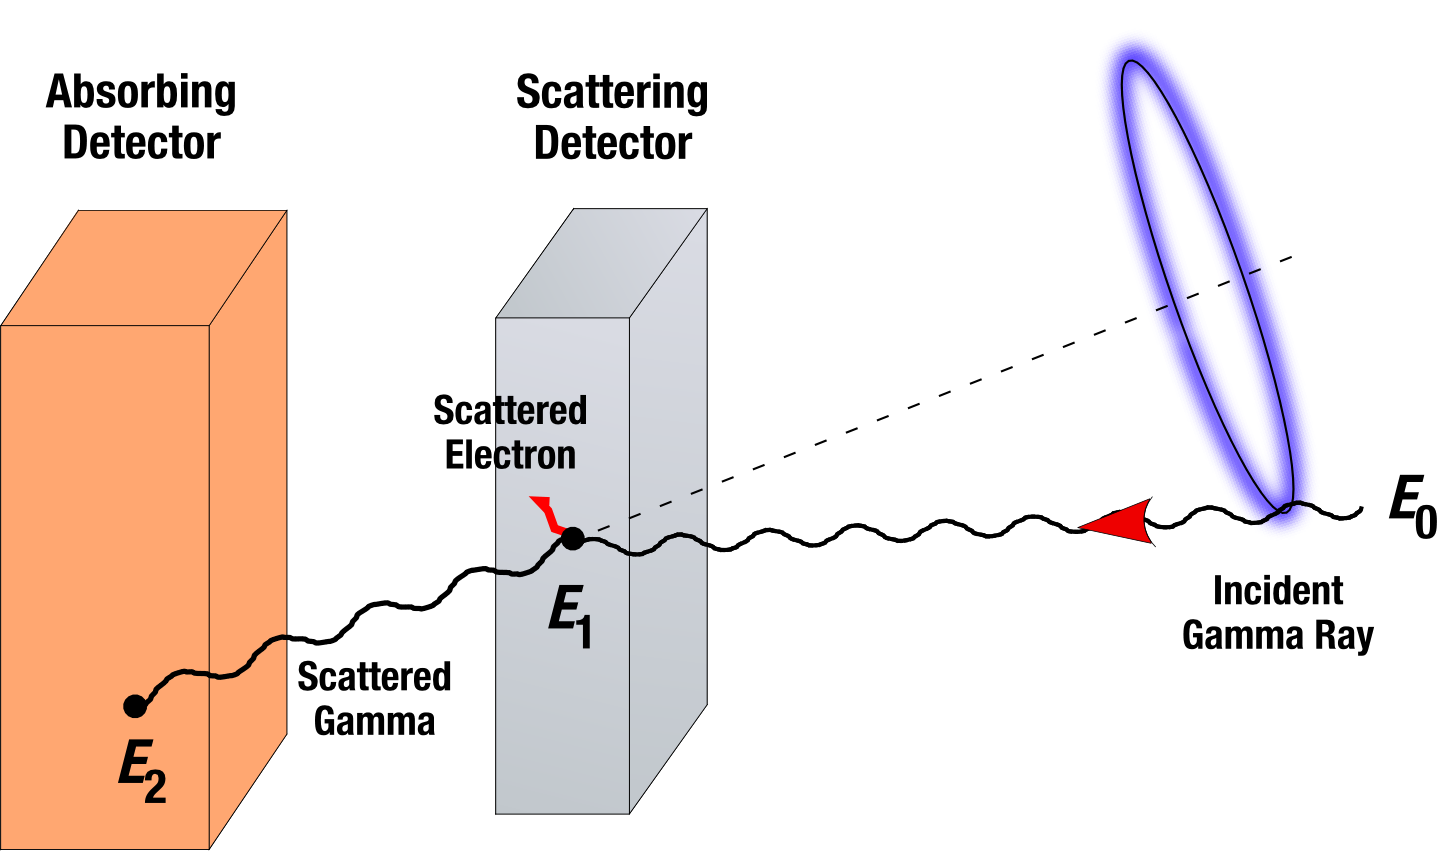 Absorbing
Detector
Scattering
Detector
Scattered
Electron
E0
E1
Incident
Gamma Ray
Scattered
Gamma
E2